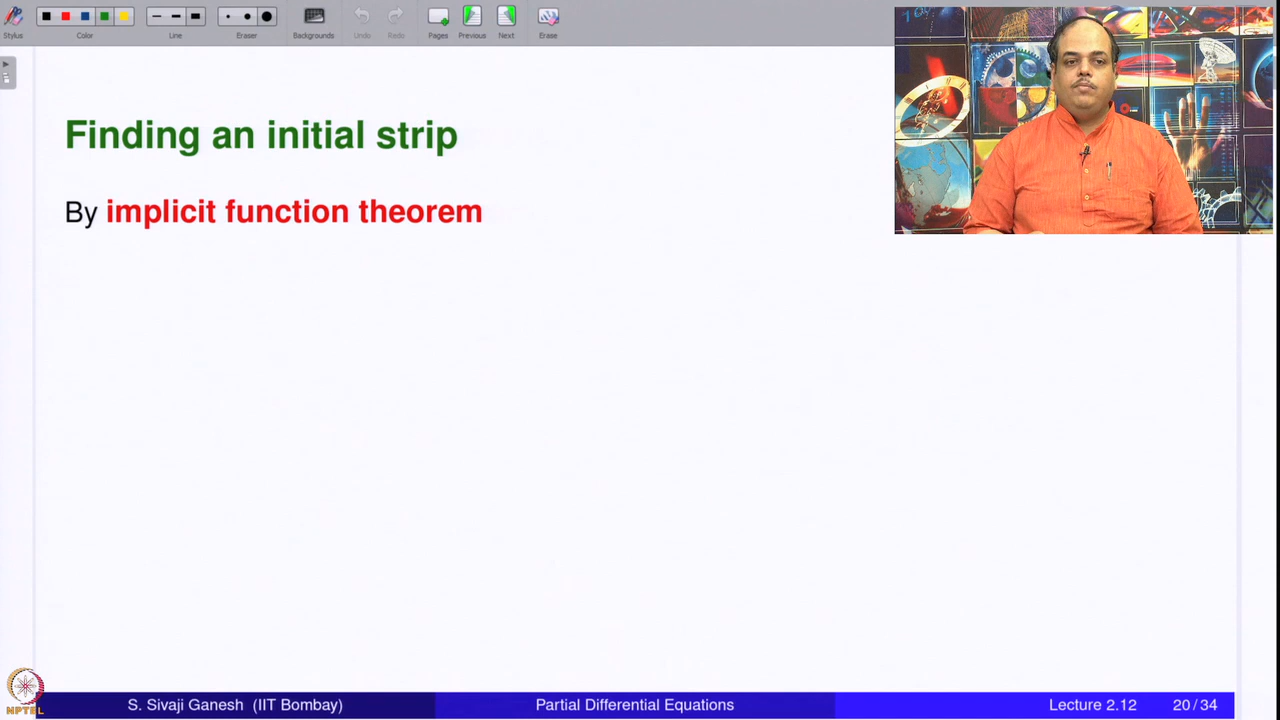 Stylus
Color
Line
Eraser
Backgrounds
Undo
Redo
Pages
Previous
Next
Erase
Finding an initial strip
By implicit function theorem
NPTEL
S. Sivaji Ganesh (IIT Bombay)
Partial Differential Equations
Lecture 2.12
20/34